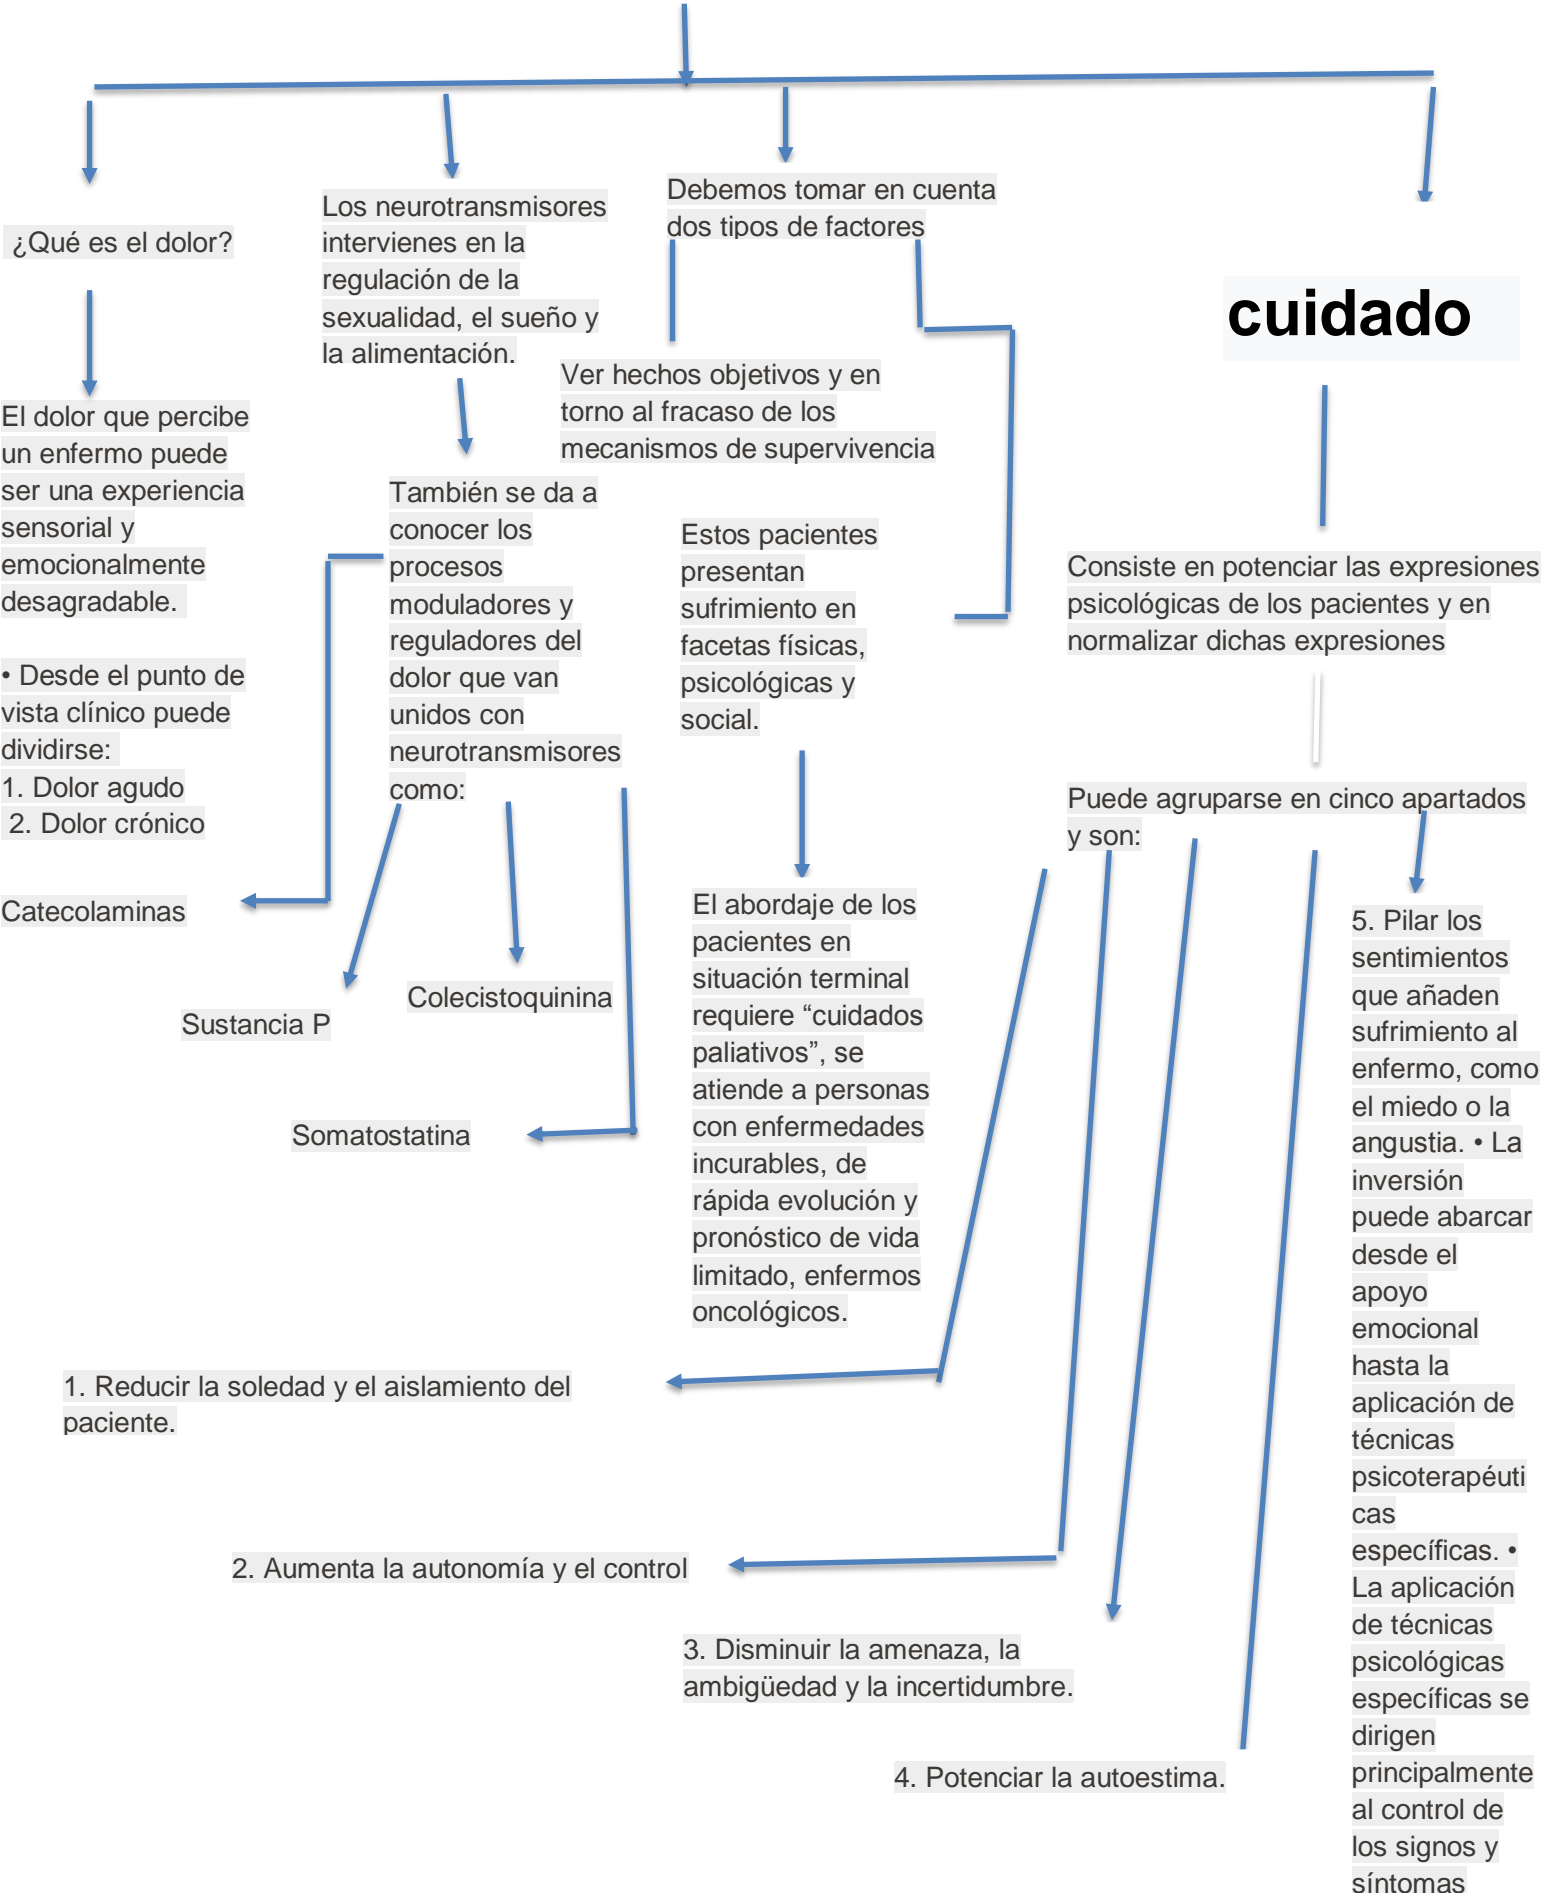 ¿Qué es el dolor?
El dolor que percibe
un enfermo puede
ser una experiencia
sensorial y
emocionalmente
desagradable.
• Desde el punto de
vista clínico puede
dividirse:
1. Dolor agudo
2. Dolor crónico
Los neurotransmisores
intervienes en la
regulación de la
sexualidad, el sueño y
la alimentación.
También se da a
conocer los
procesos
moduladores y
reguladores del
dolor que van
unidos con
neurotransmisores
como:
Catecolaminas
Sustancia P
Colecistoquinina
Somatostatina
Debemos tomar en cuenta
dos tipos de factores
Ver hechos objetivos y en
torno al fracaso de los
mecanismos de supervivencia
Estos pacientes
presentan
sufrimiento en
facetas físicas,
psicológicas y
social.
El abordaje de los
pacientes en
situación terminal
requiere “cuidados
paliativos”, se
atiende a personas
con enfermedades
incurables, de
rápida evolución y
pronóstico de vida
limitado, enfermos
oncológicos.
cuidado
Consiste en potenciar las expresiones
psicológicas de los pacientes y en
normalizar dichas expresiones
Puede agruparse en cinco apartados
y son:
1. Reducir la soledad y el aislamiento del
paciente.
2. Aumenta la autonomía y el control
3. Disminuir la amenaza, la
ambigüedad y la incertidumbre.
4. Potenciar la autoestima.
5. Pilar los
sentimientos
que añaden
sufrimiento al
enfermo, como
el miedo o la
angustia. • La
inversión
puede abarcar
desde el
apoyo
emocional
hasta la
aplicación de
técnicas
psicoterapéuti
cas
específicas. •
La aplicación
de técnicas
psicológicas
específicas se
dirigen
principalmente
al control de
los signos y
síntomas